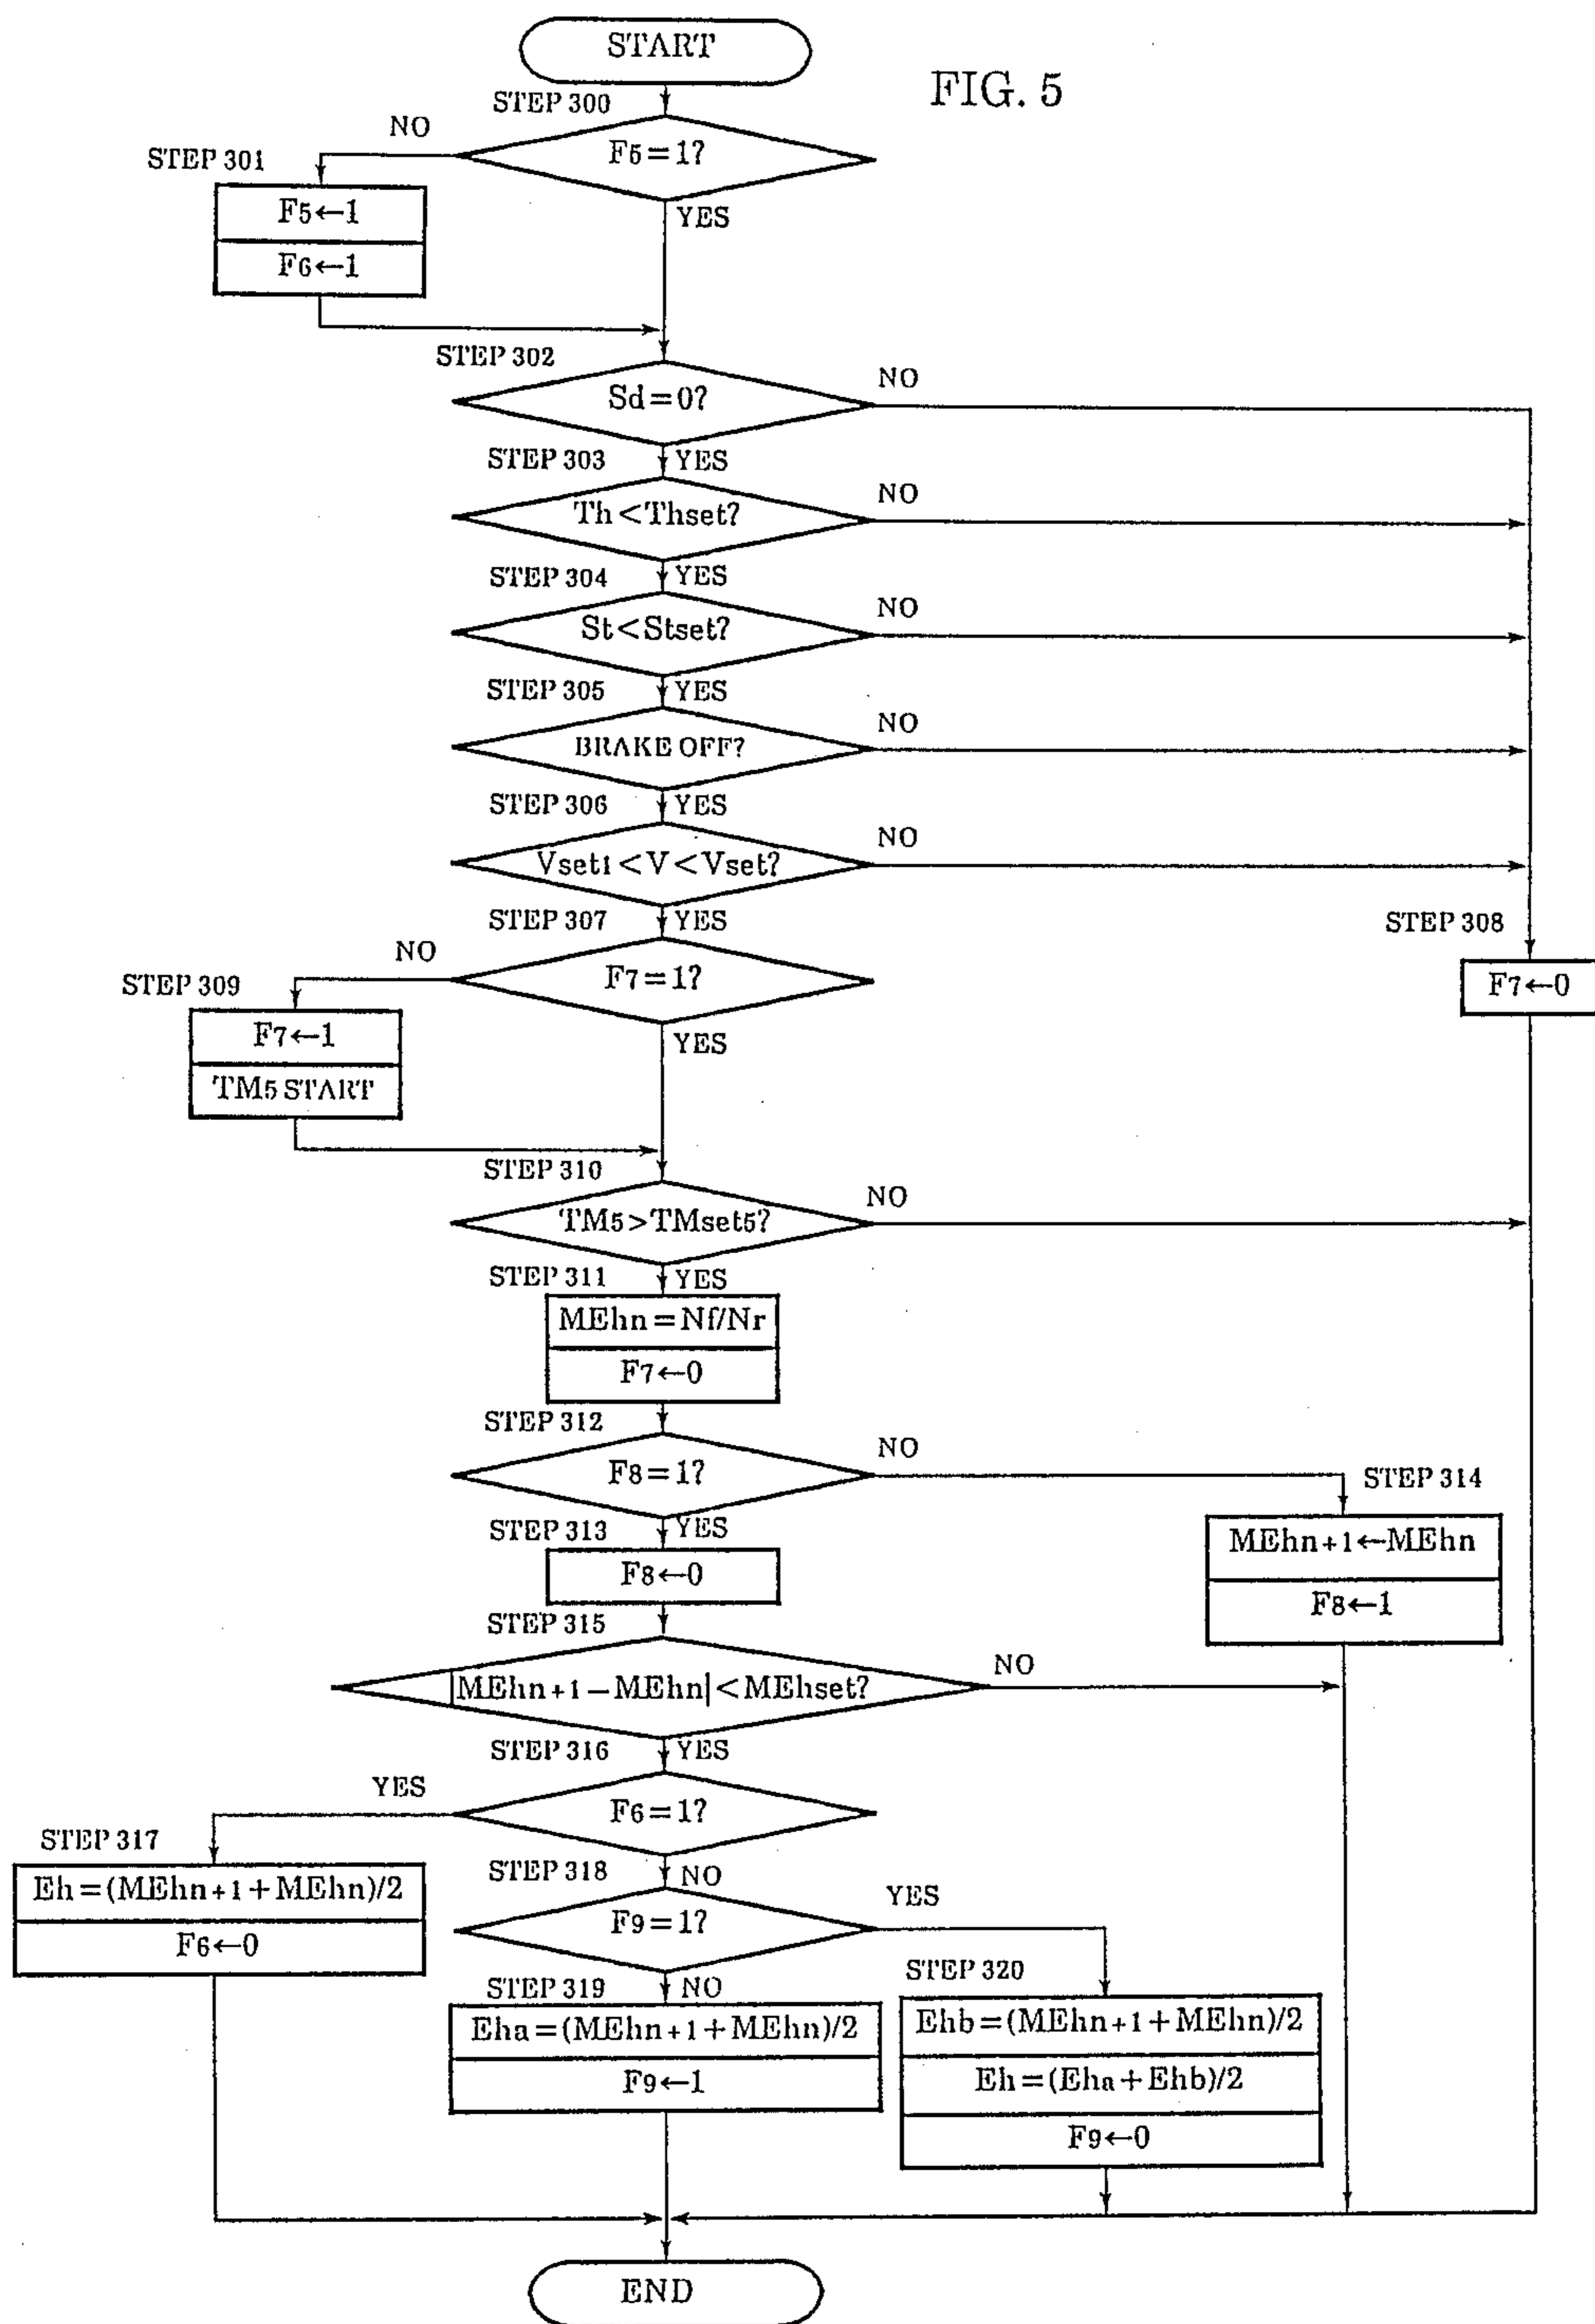 START
FIG. 5
STEP 300
NO
F5=1?
STEP 301
F5←1
YES
F6←1
STEP 302
NO
Sd=0?
STEP 303
YES
NO
Th<Thset?
STEP 304
YES
NO
St<Stset?
STEP 305
YES
NO
BRAKE OFF?
STEP 306
YES
NO
Vset1<V<Vset?
STEP 307
YES
STEP 308
NO
F7=1?
STEP 309
F7←0
F7←1
YES
TM5 START
STEP 310
NO
TM5>TMset5?
STEP 311
YES
MEhn=Nf/Nr
F7←0
STEP 312
NO
F8=1?
STEP 314
STEP 313
YES
MEhn+1←MEhn
F8←0
F8←1
STEP 315
NO
|MEhn+1-MEhn|<MEhset?
STEP 316
YES
YES
F6=1?
STEP 317
STEP 318
NO
Eh=(MEhn+1+MEhn)/2
YES
F9=1?
F6←0
STEP 320
STEP 319
NO
Eha=(MEhn+1+MEhn)/2
Ehb=(MEhn+1+MEhn)/2
F9←1
Eh=(Eha+Ehb)/2
F9←0
END